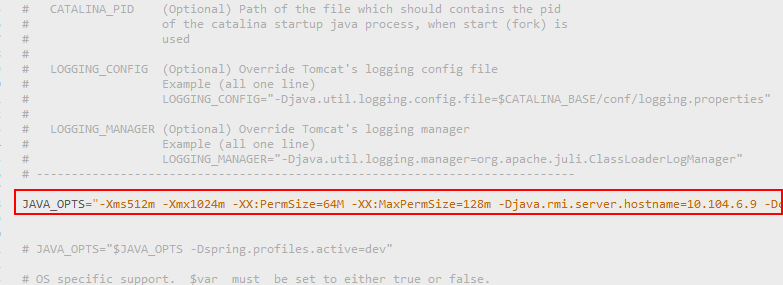 #   CATALINA_PID    (Optional) Path of the file which should contains the pid
#                   of the catalina startup java process, when start (fork) is
#                   used
#
#   LOGGING_CONFIG  (Optional) Override Tomcat's logging config file
#                   Example (all one line)
#                   LOGGING_CONFIG="-Djava.util.logging.config.file=$CATALINA_BASE/conf/logging.properties"
#
#   LOGGING_MANAGER (Optional) Override Tomcat's logging manager
#                   Example (all one line)
#                   LOGGING_MANAGER="-Djava.util.logging.manager=org.apache.juli.ClassLoaderLogManager"
# -----------------------------------------------------------------------------
JAVA_OPTS="-Xms512m -Xmx1024m -XX:PermSize=64M -XX:MaxPermSize=128m -Djava.rmi.server.hostname=10.104.6.9
# JAVA_OPTS="$JAVA_OPTS -Dspring.profiles.active=dev"
# OS specific support.  $var _must_ be set to either true or false.